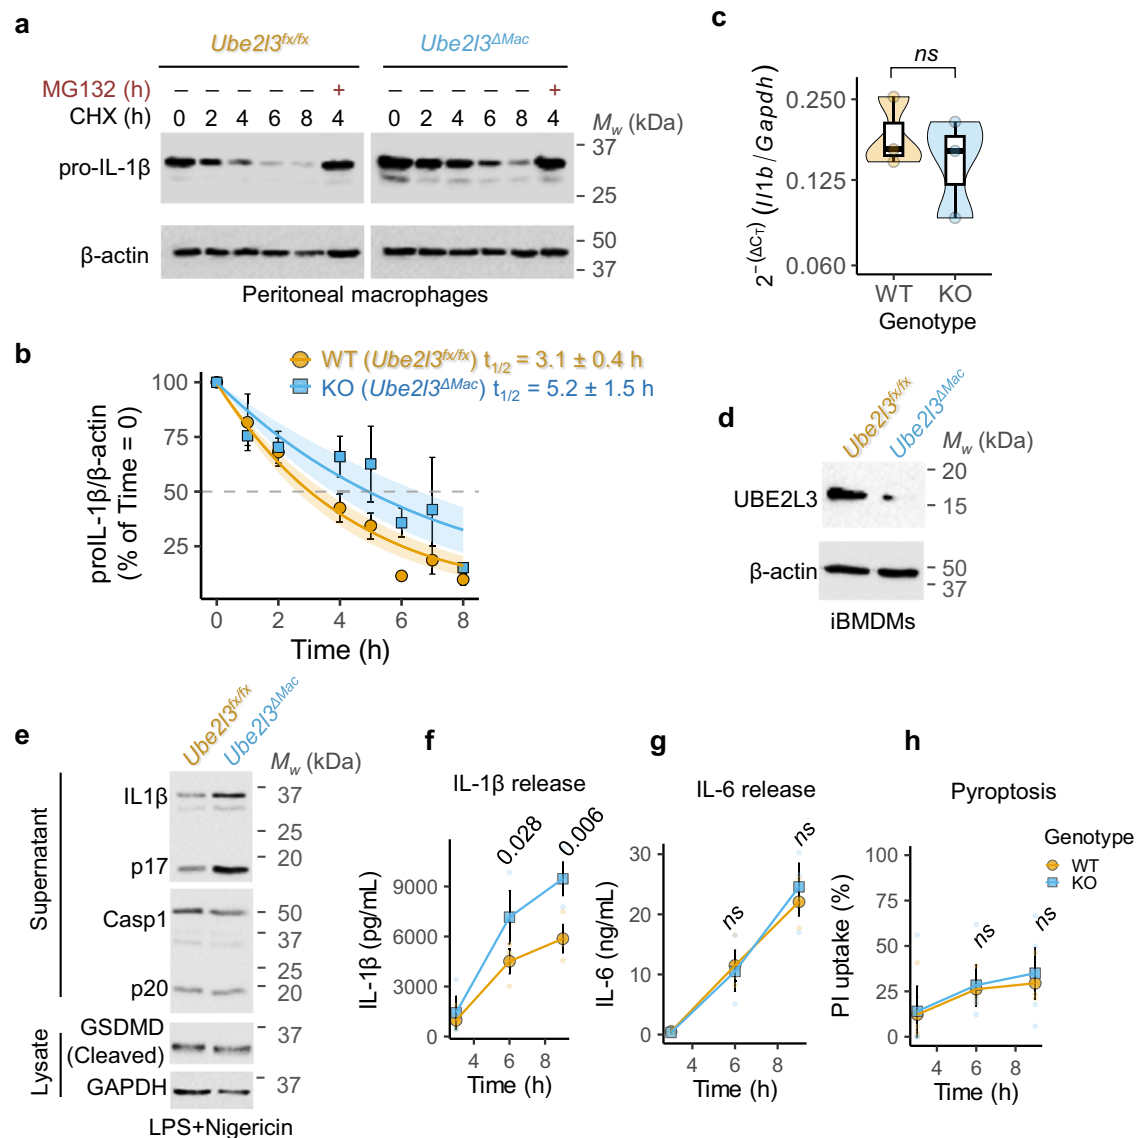 a
Ube2l3fx/fx
Ube2l3ΔMac
MG132 (h) – – – – – + – – – – – +
CHX (h) 0 2 4 6 8 4 0 2 4 6 8 4
Mw (kDa)
pro-IL-1β
37
25
β-actin
50
37
Peritoneal macrophages
b
WT (Ube2l3fx/fx) t1/2 = 3.1 ± 0.4 h
KO (Ube2l3ΔMac) t1/2 = 5.2 ± 1.5 h
proIL-1β/β-actin
(% of Time = 0)
100
75
50
25
0 2 4 6 8
Time (h)
c
ns
2−(ΔCT) (Il1b/Gapdh)
0.250
0.125
0.060
WT KO
Genotype
d
Ube2l3fx/fx
Ube2l3ΔMac
Mw (kDa)
20
UBE2L3
15
β-actin
50
37
iBMDMs
e
Ube2l3fx/fx
Ube2l3ΔMac
Mw (kDa)
Supernatant
IL1β
37
25
20
p17
Casp1
50
37
25
p20
20
Lysate
GSDMD
(Cleaved)
37
GAPDH
37
LPS+Nigericin
f
IL-1β release
0.028
0.006
IL-1β (pg/mL)
9000
6000
3000
0
4 6 8
Time (h)
g
IL-6 release
ns
ns
IL-6 (ng/mL)
30
20
10
0
4 6 8
Time (h)
h
Pyroptosis
Genotype
WT
KO
ns
ns
PI uptake (%)
100
75
50
25
0
4 6 8
Time (h)